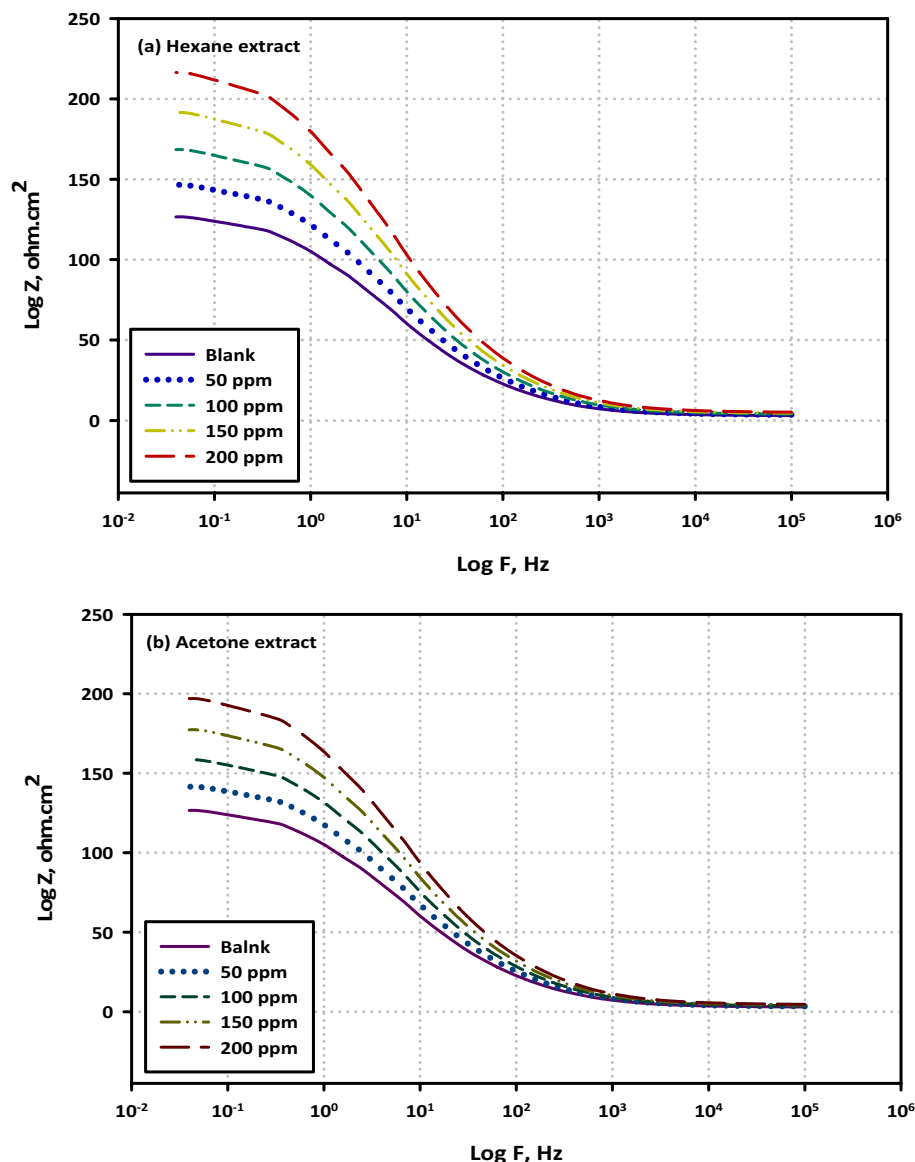 250
(a) Hexane extract
200
150
100
50
0
Log Z, ohm.cm²
Blank
50 ppm
100 ppm
150 ppm
200 ppm
10⁻² 10⁻¹ 10⁰ 10¹ 10² 10³ 10⁴ 10⁵ 10⁶
Log F, Hz
250
(b) Acetone extract
200
150
100
50
0
Log Z, ohm.cm²
Balnk
50 ppm
100 ppm
150 ppm
200 ppm
10⁻² 10⁻¹ 10⁰ 10¹ 10² 10³ 10⁴ 10⁵ 10⁶
Log F, Hz